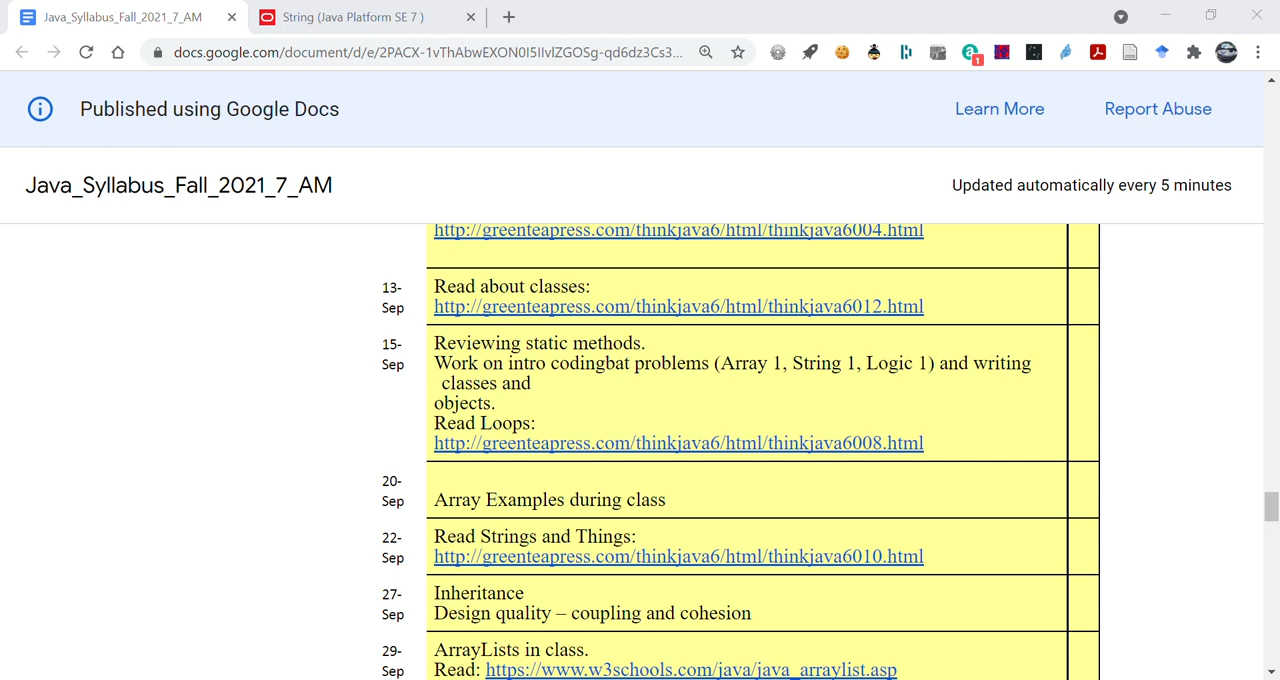 Java_Syllabus_Fall_2021_7_AM
String (Java Platform SE 7 )
docs.google.com/document/d/e/2PACX-1vThAbwEXON0I5IIvlZGOSg-qd6dz3Cs3...
1
Published using Google Docs
Learn More
Report Abuse
Java_Syllabus_Fall_2021_7_AM
Updated automatically every 5 minutes
http://greenteapress.com/thinkjava6/html/thinkjava6004.html
13-
Sep
Read about classes:
http://greenteapress.com/thinkjava6/html/thinkjava6012.html
15-
Sep
Reviewing static methods.
Work on intro codingbat problems (Array 1, String 1, Logic 1) and writing
classes and
objects.
Read Loops:
http://greenteapress.com/thinkjava6/html/thinkjava6008.html
20-
Sep
Array Examples during class
22-
Sep
Read Strings and Things:
http://greenteapress.com/thinkjava6/html/thinkjava6010.html
27-
Sep
Inheritance
Design quality – coupling and cohesion
29-
Sep
ArrayLists in class.
Read: https://www.w3schools.com/java/java_arraylist.asp